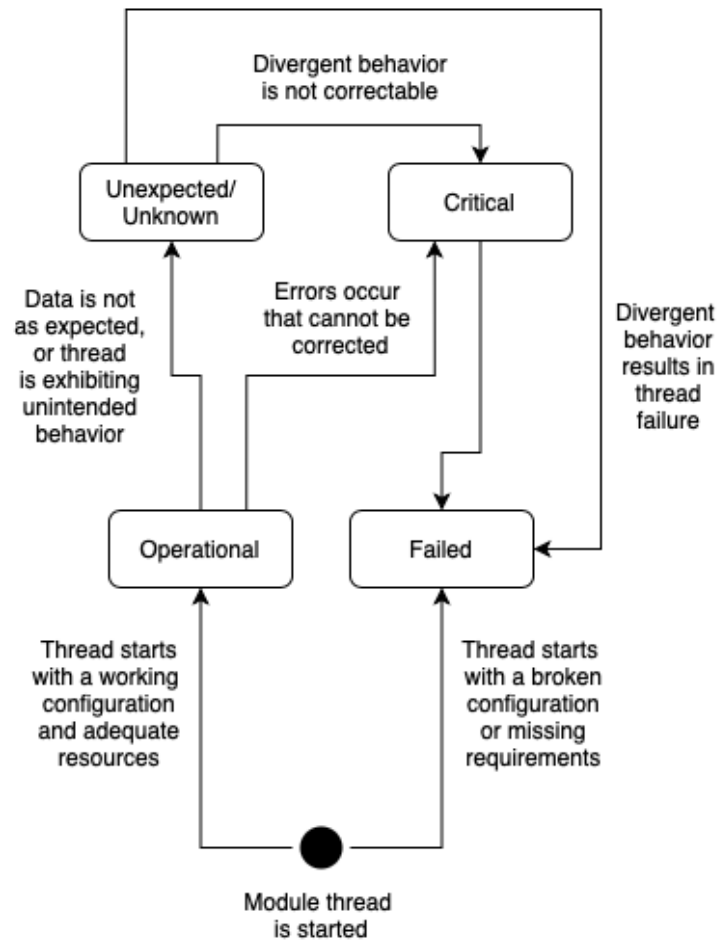 Divergent behavior
is not correctable
Unexpected/
Unknown
Critical
Data is not
as expected,
or thread
is exhibiting
unintended
behavior
Errors occur
that cannot be
corrected
Divergent
behavior
results in
thread
failure
Operational
Failed
Thread starts
with a working
configuration
and adequate
resources
Thread starts
with a broken
configuration
or missing
requirements
Module thread
is started